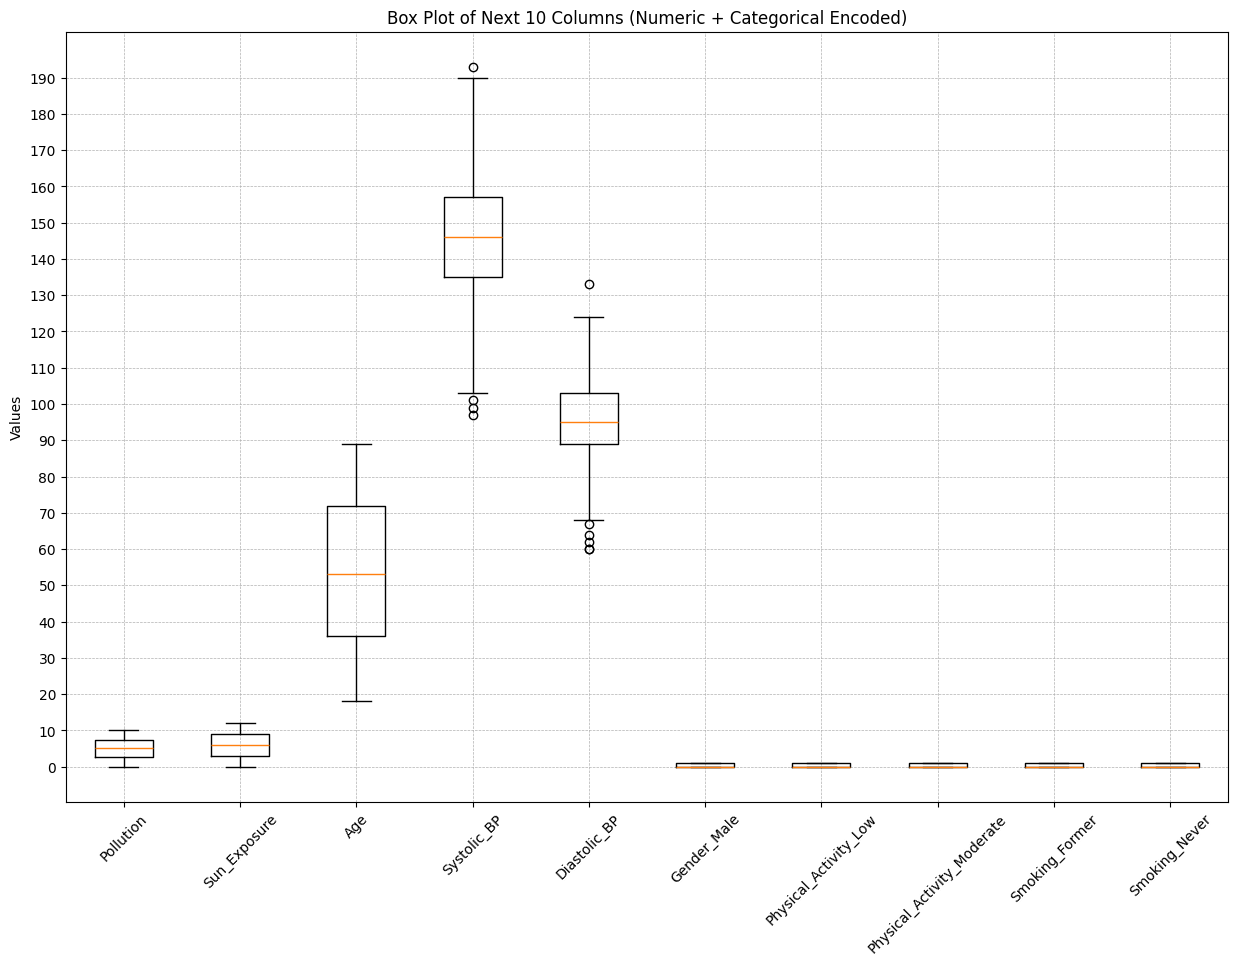 Box Plot of Next 10 Columns (Numeric + Categorical Encoded)
Values
190
180
170
160
150
140
130
120
110
100
90
80
70
60
50
40
30
20
10
0
Pollution
Sun_Exposure
Age
Systolic_BP
Diastolic_BP
Gender_Male
Physical_Activity_Low
Physical_Activity_Moderate
Smoking_Former
Smoking_Never